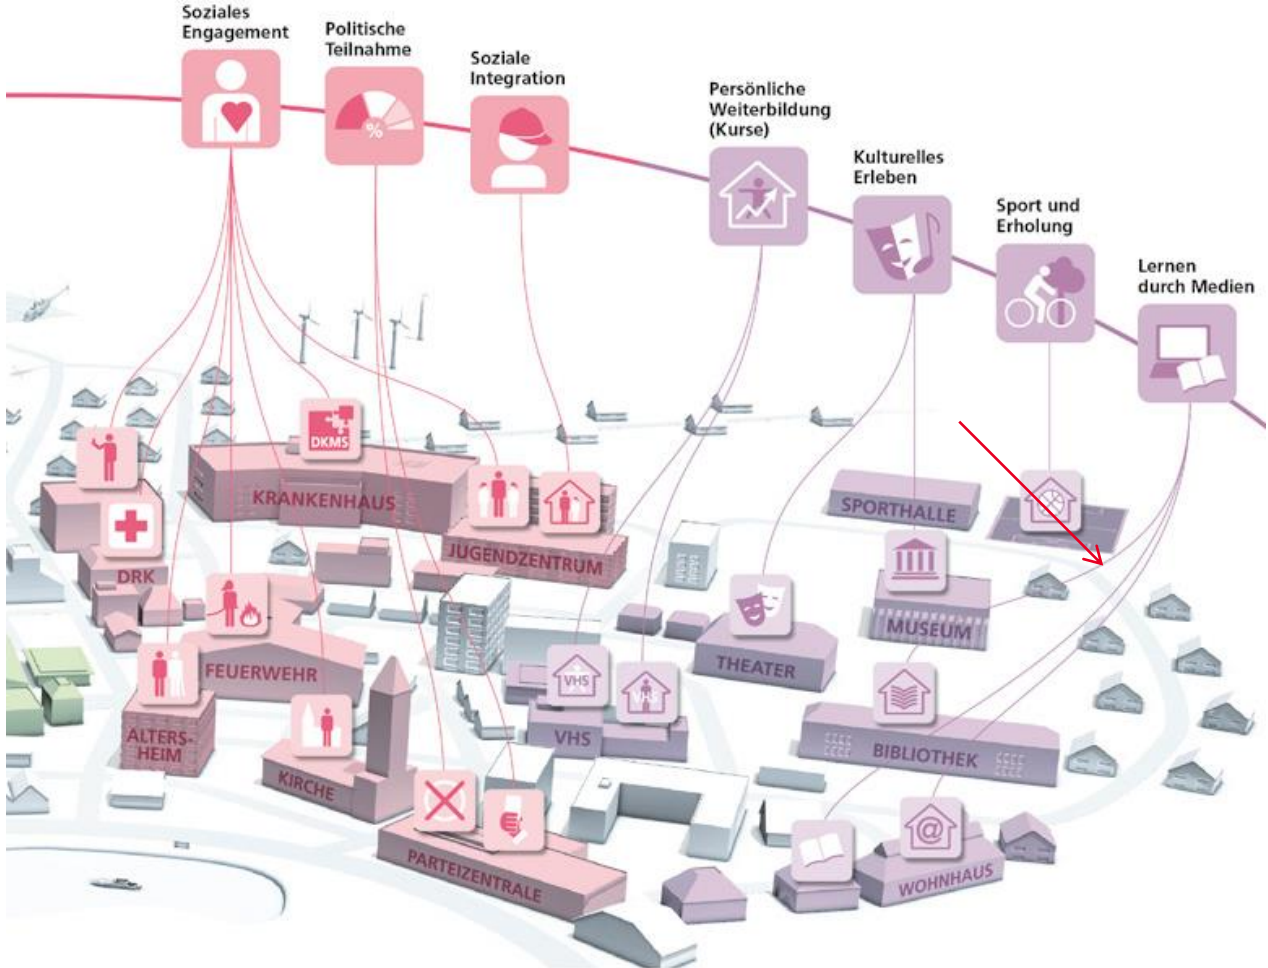 Soziales
Engagement
Politische
Teilnahme
%
Soziale
Integration
Persönliche
Weiterbildung
(Kurse)
Kulturelles
Erleben
Sport und
Erholung
Lernen
durch Medien
DKMS
KRANKENHAUS
SPORTHALLE
JUGENDZENTRUM
DRK
MUSEUM
THEATER
FEUERWEHR
VHS
VHS
ALTERS-
HEIM
VHS
BIBLIOTHEK
KIRCHE
@
PARTEIZENTRALE
WOHNHAUS